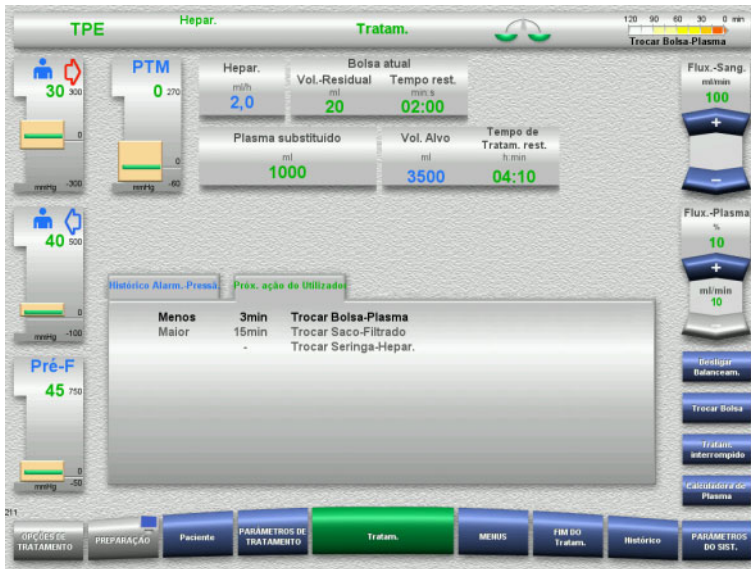 TPE
Hepar.
Tratam.
120 90 60 30 0 min
Trocar Bolsa-Plasma
30 300
0
mmHg -300
PTM
0 270
0
mmHg -60
Hepar.
ml/h
2,0
Bolsa atual
Vol.-Residual Tempo rest.
ml min:s
20 02:00
Plasma substituido
ml
1000
Vol. Alvo
ml
3500
Tempo de
Tratam. rest.
h:min
04:10
Flux.-Sang.
ml/min
100
+
–
40 500
0
mmHg -100
Flux.-Plasma
%
10
+
ml/min
10
–
Histórico Alarm.-Pressã.
Próx. ação do Utilizador
Menos 3min Trocar Bolsa-Plasma
Maior 15min Trocar Saco-Filtrado
- Trocar Seringa-Hepar.
Pré-F
45 750
0
mmHg -50
Desligar
Balanceam.
Trocar Bolsa
Tratam.
interrompido
Calculadora de
Plasma
211
OPÇÕES DE
TRATAMENTO
PREPARAÇÃO
Paciente
PARÂMETROS DE
TRATAMENTO
Tratam.
MENUS
FIM DO
Tratam.
Histórico
PARÂMETROS
DO SIST.